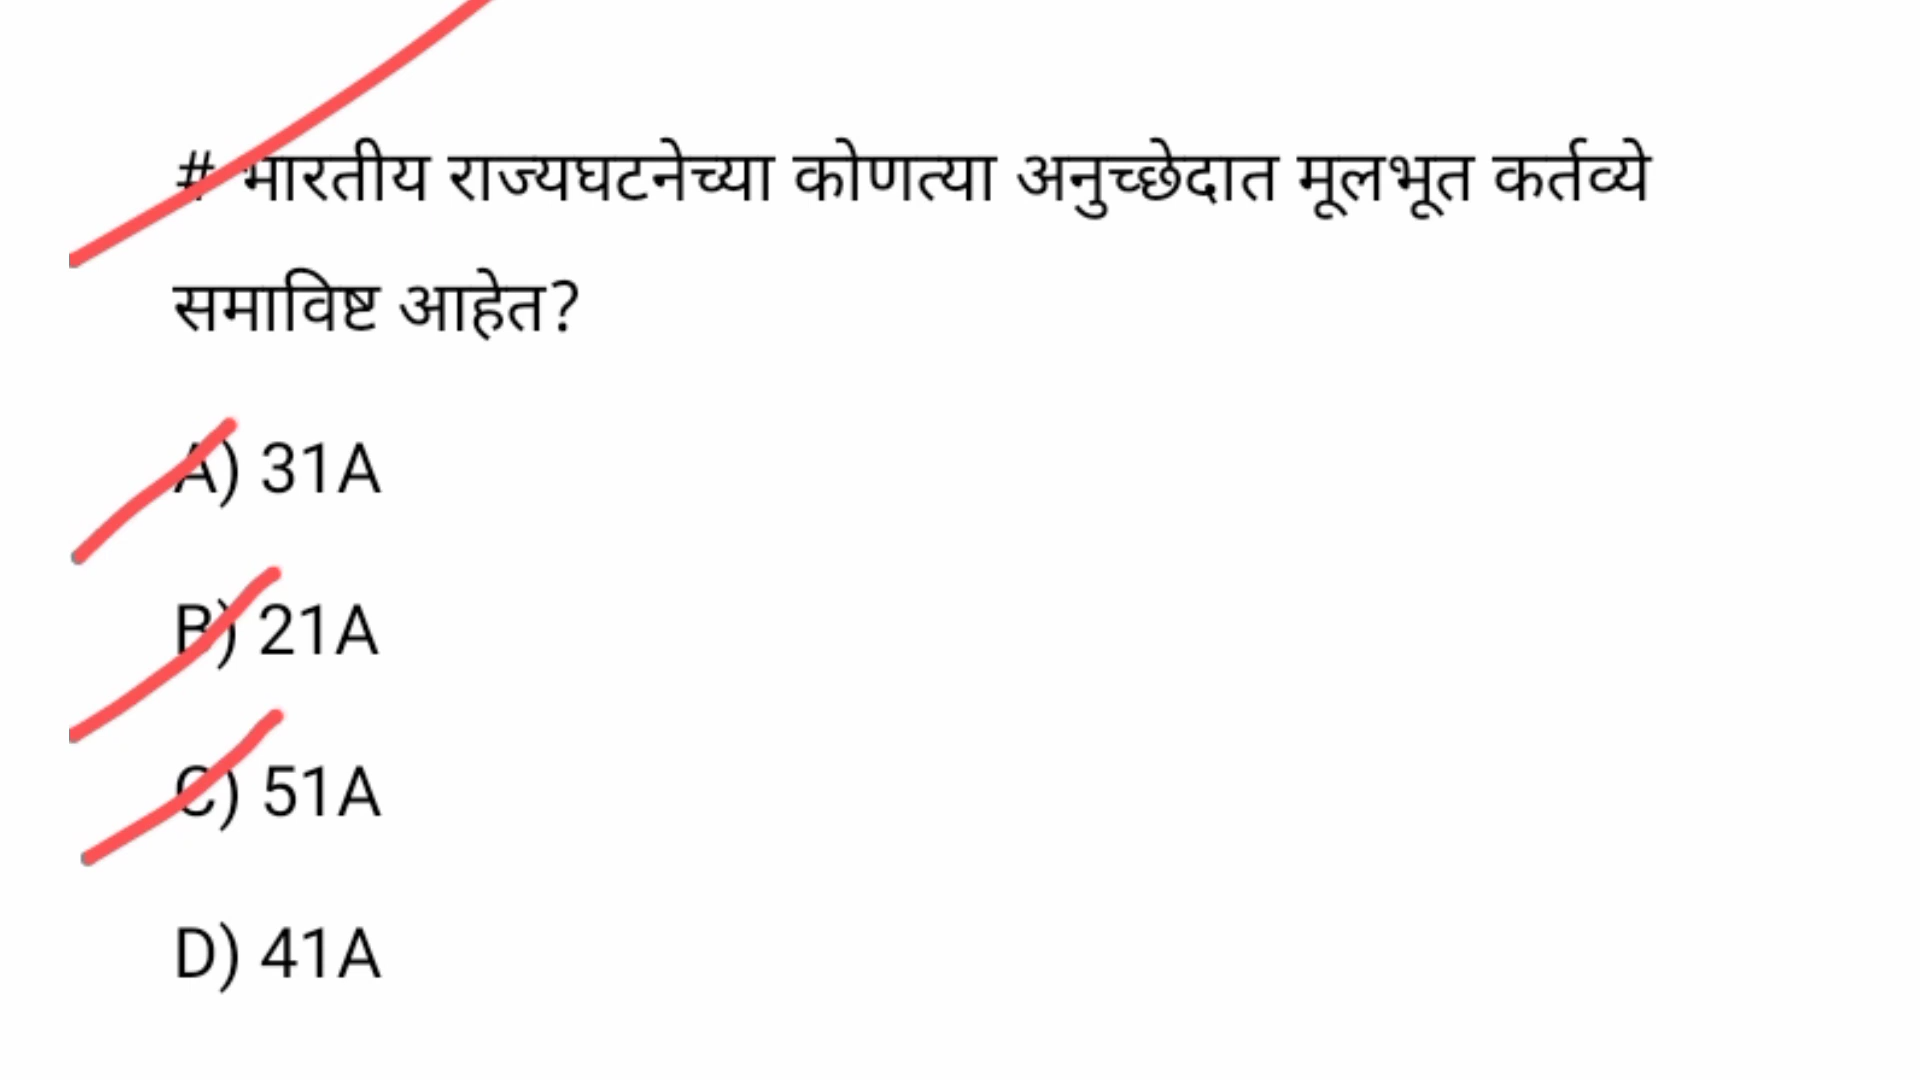 # भारतीय राज्यघटनेच्या कोणत्या अनुच्छेदात मूलभूत कर्तव्ये
समाविष्ट आहेत?
A) 31A
B) 21A
C) 51A
D) 41A